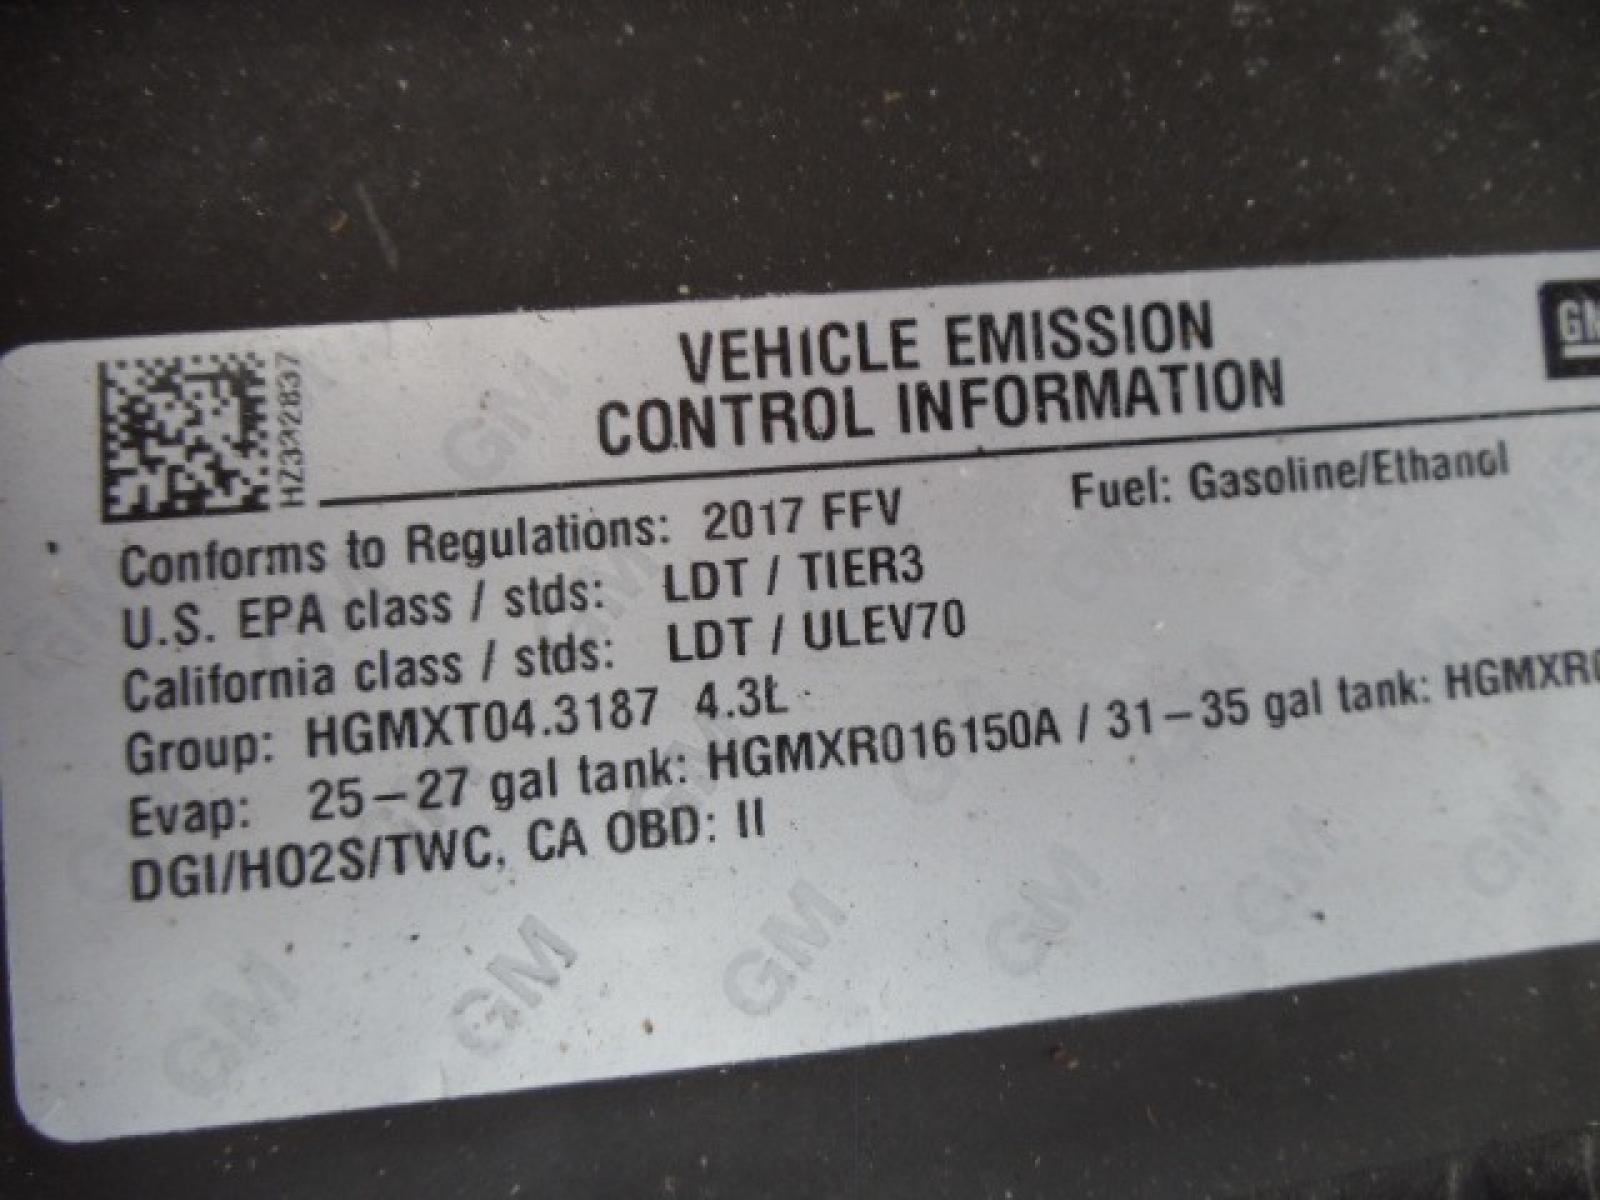 VEHICLE EMISSION
CONTROL INFORMATION
GM
HZ3332837
Conforms to Regulations: 2017 FFV Fuel: Gasoline/Ethanol
U.S. EPA class / stds: LDT / TIER3
California class / stds: LDT / ULEV70
Group: HGMXT04.3187 4.3L
Evap: 25-27 gal tank: HGMXR016150A / 31-35 gal tank: HGMXR0
DGI/HO2S/TWC, CA OBD: II